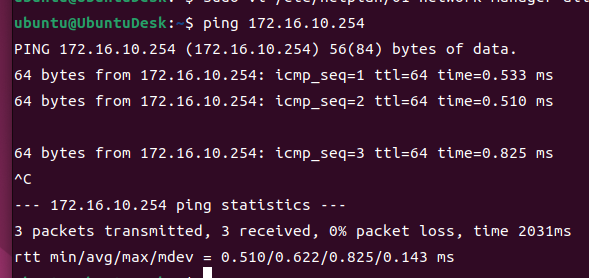 ubuntu@UbuntuDesk:~$ ping 172.16.10.254
PING 172.16.10.254 (172.16.10.254) 56(84) bytes of data.
64 bytes from 172.16.10.254: icmp_seq=1 ttl=64 time=0.533 ms
64 bytes from 172.16.10.254: icmp_seq=2 ttl=64 time=0.510 ms
64 bytes from 172.16.10.254: icmp_seq=3 ttl=64 time=0.825 ms
^C
--- 172.16.10.254 ping statistics ---
3 packets transmitted, 3 received, 0% packet loss, time 2031ms
rtt min/avg/max/mdev = 0.510/0.622/0.825/0.143 ms